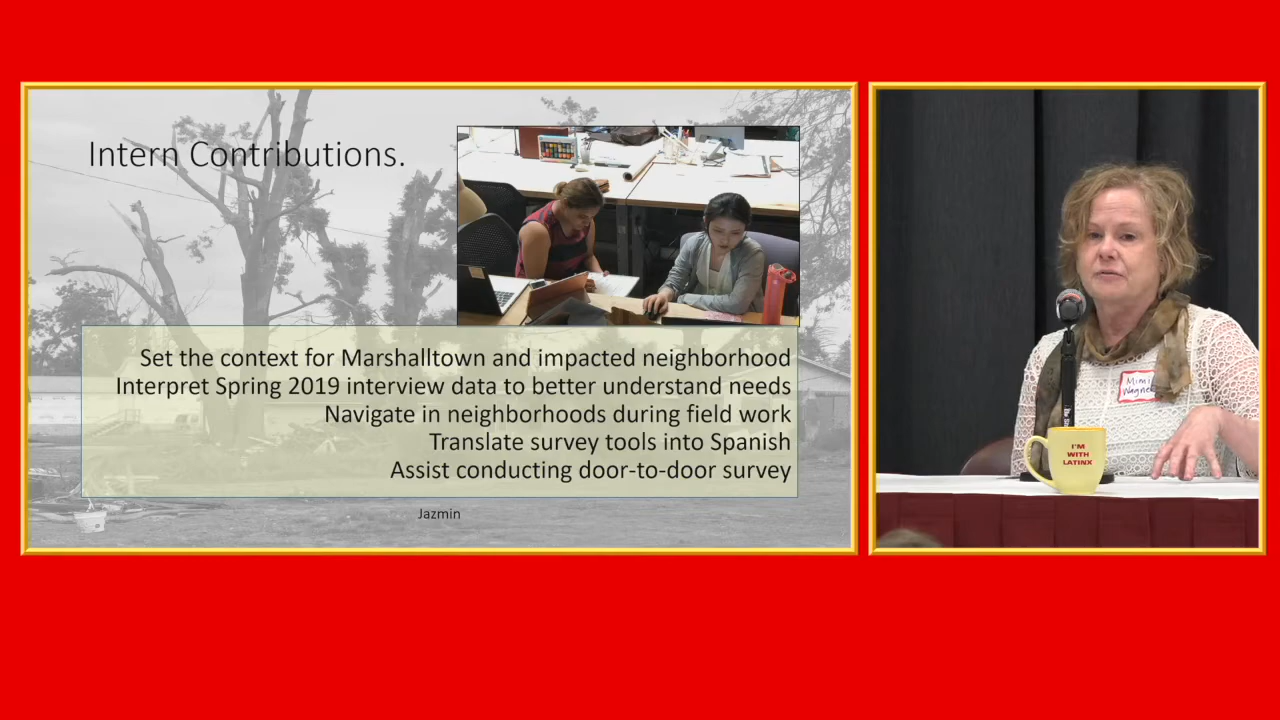 Intern Contributions.
Set the context for Marshalltown and impacted neighborhood
Interpret Spring 2019 interview data to better understand needs
Navigate in neighborhoods during field work
Translate survey tools into Spanish
Assist conducting door-to-door survey
Jazmin
Mimi
Wagner
I'M
WITH
LATINX